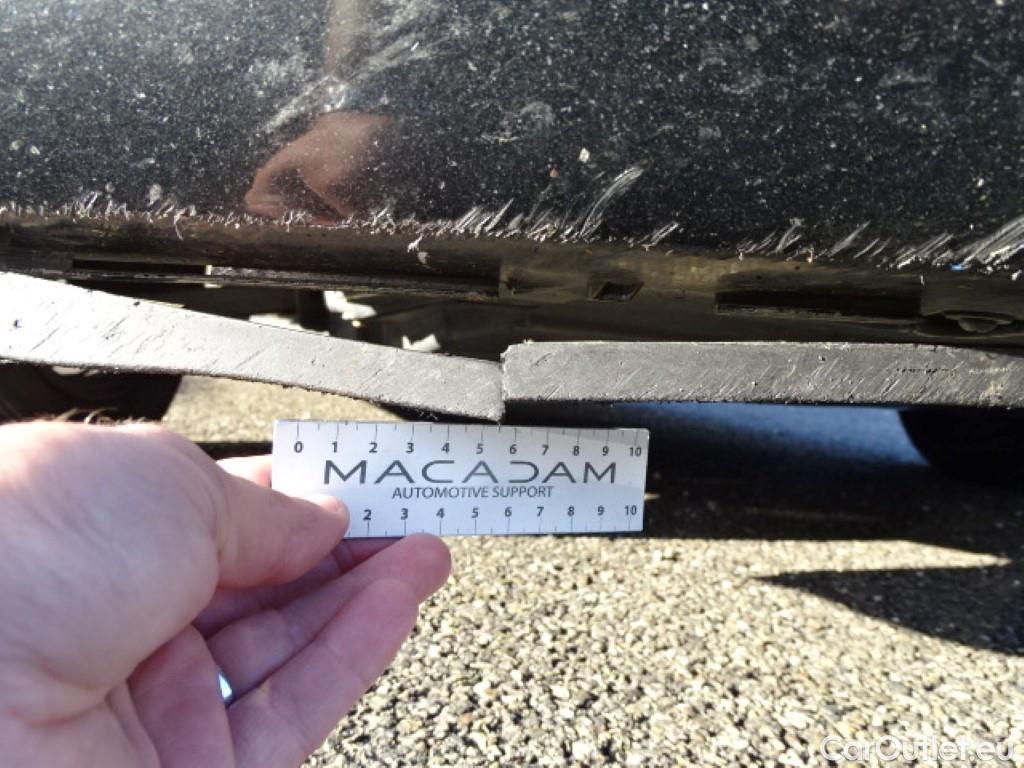 0 1 2 3 4 5 6 7 8 9 10
MACADAM
AUTOMOTIVE SUPPORT
2 3 4 5 6 7 8 9 10
CarOutlet.eu